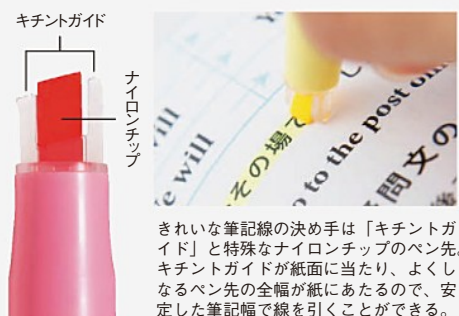 キチントガイド
ナイロンチップ
will
e will
その場で
to the post off
質問文の
きれいな筆記線の決め手は「キチントガ
イド」と特殊なナイロンチップのペン先。
キチントガイドが紙面に当たり、よくし
なるペン先の全幅が紙にあたるので、安
定した筆記幅で線を引くことができる。